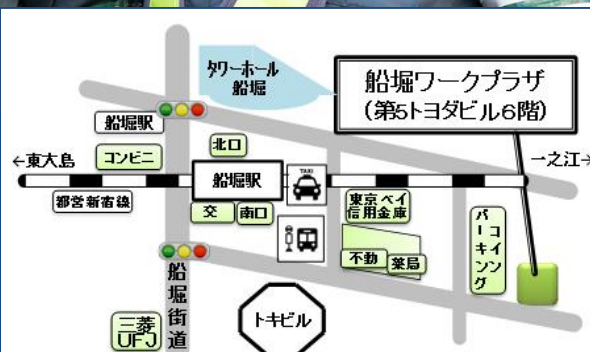 タワーホール
船堀
船堀ワークプラザ
(第5トヨダビル6階)
船堀駅
北口
コンビニ
←東大島
一之江→
船堀駅
TAXI
都営新宿線
交
南口
東京ベイ
信用金庫
コイン
パーキング
不動
薬局
船堀街道
トキビル
三菱
UFJ